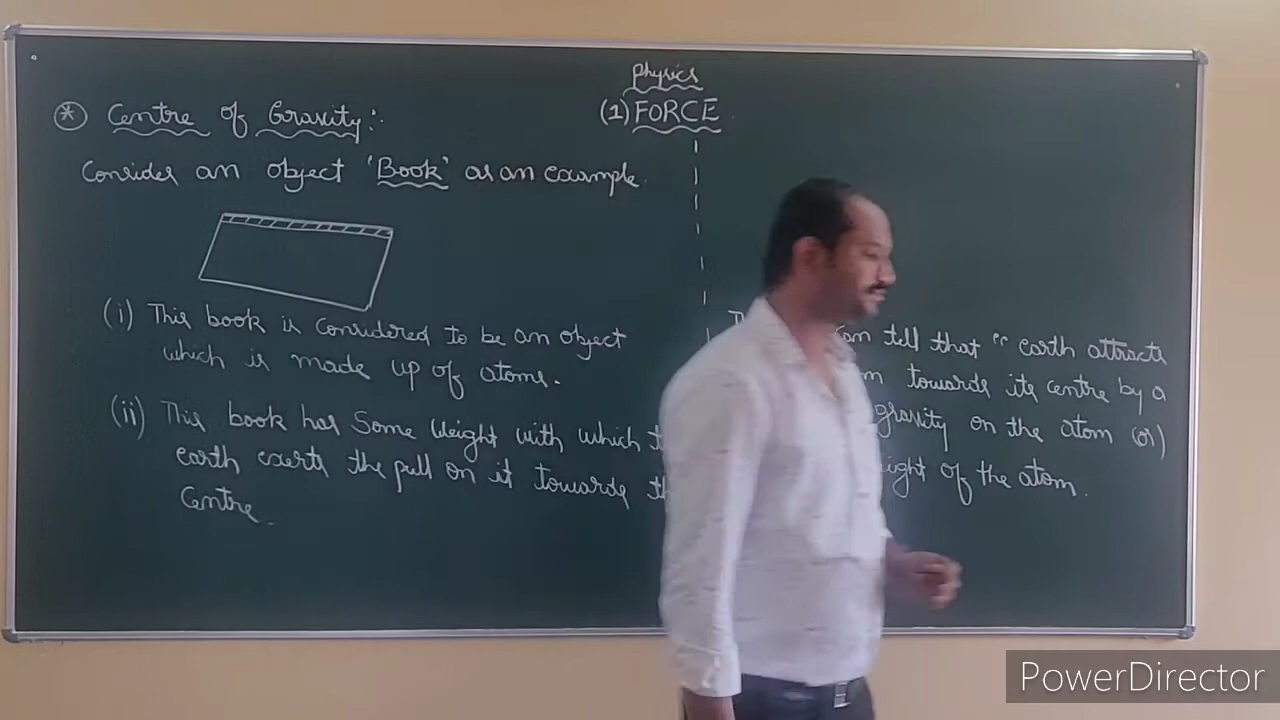 Physics
(1) FORCE
* Centre of Gravity:-
Consider an object 'Book' as an example.
(i) This book is considered to be an object
which is made up of atoms.
(ii) This book has some weight with which
earth exerts the pull on it towards
centre.
can tell that " earth attracts
towards its centre by a
gravity on the atom (or)
of the atom.
PowerDirector